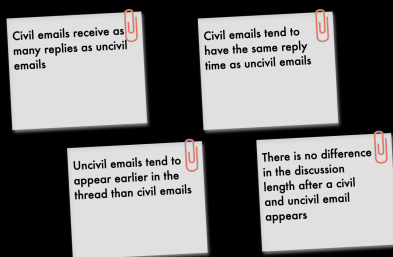 Civil emails receive as
many replies as uncivil
emails
Civil emails tend to
have the same reply
time as uncivil emails
Uncivil emails tend to
appear earlier in the
thread than civil emails
There is no difference
in the discussion
length after a civil
and uncivil email
appears